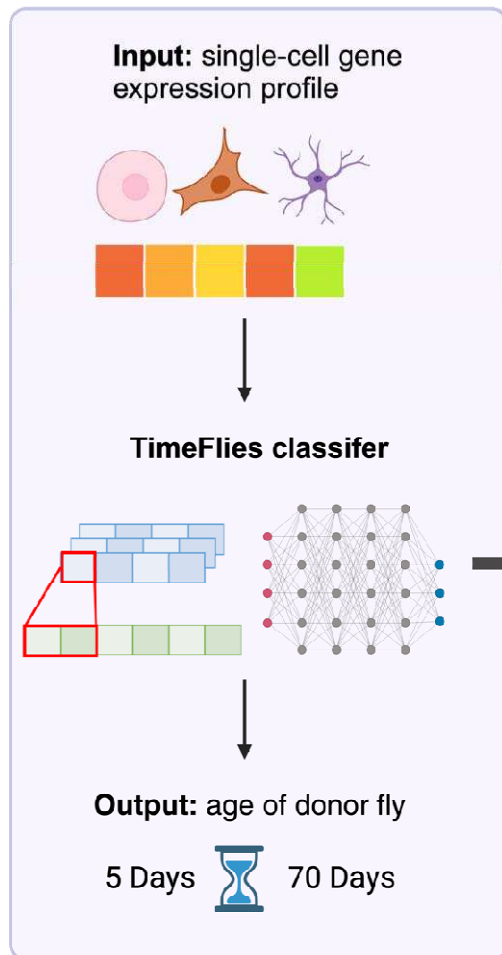 Input: single-cell gene
expression profile
TimeFlies classifer
Output: age of donor fly
5 Days 70 Days